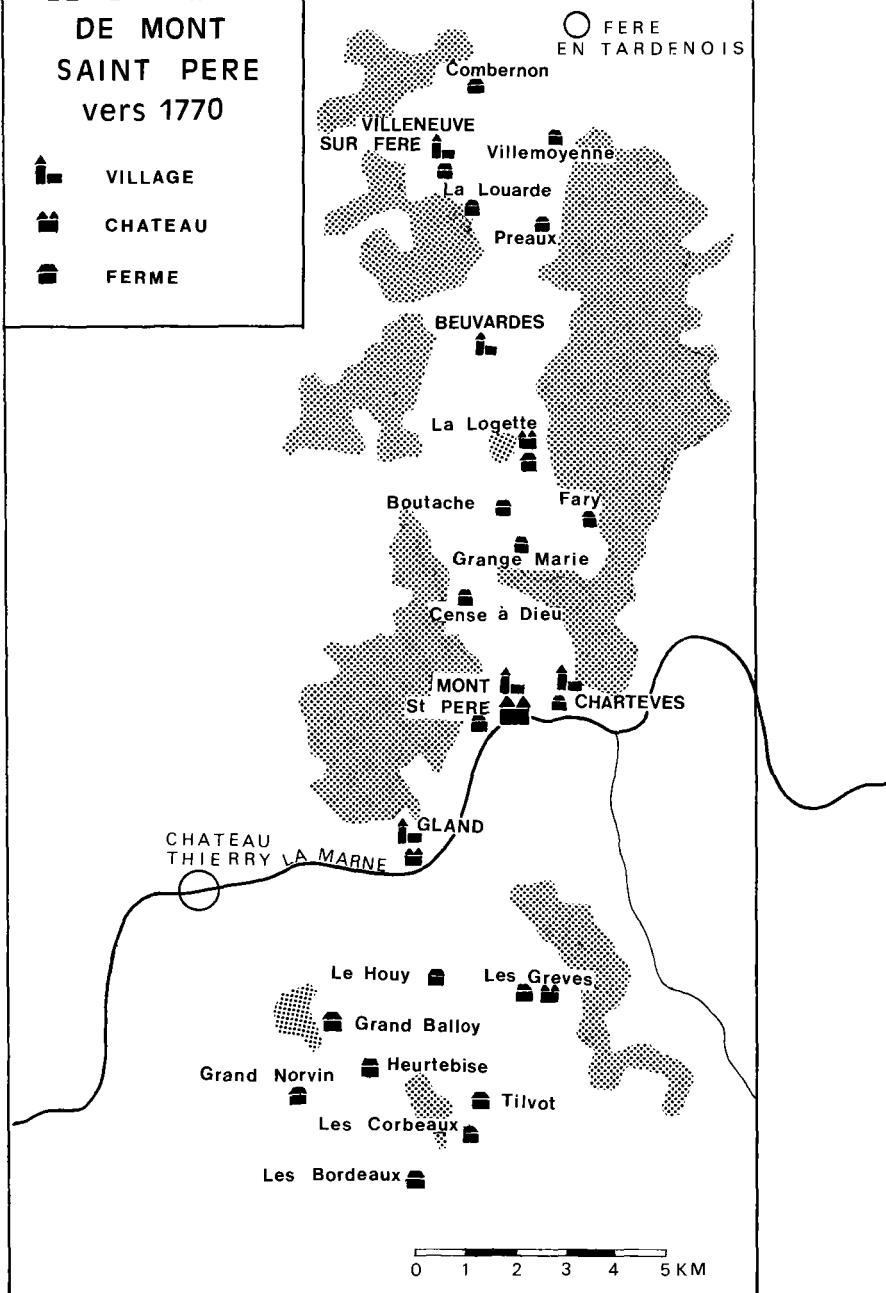 DE MONT
SAINT PERE
vers 1770
VILLAGE
CHATEAU
FERME
FERE
EN TARDENOIS
Combernon
VILLENEUVE
SUR FERE
Villemoyenne
La Louarde
Preaux
BEUVARDES
La Logette
Boutache
Fary
Grange Marie
Cense à Dieu
MONT
St PERE
CHARTEVES
GLAND
CHATEAU
THIERRY
LA MARNE
Le Houy
Les Greves
Grand Balloy
Heurtebise
Grand Norvin
Tilvot
Les Corbeaux
Les Bordeaux
0 1 2 3 4 5 KM